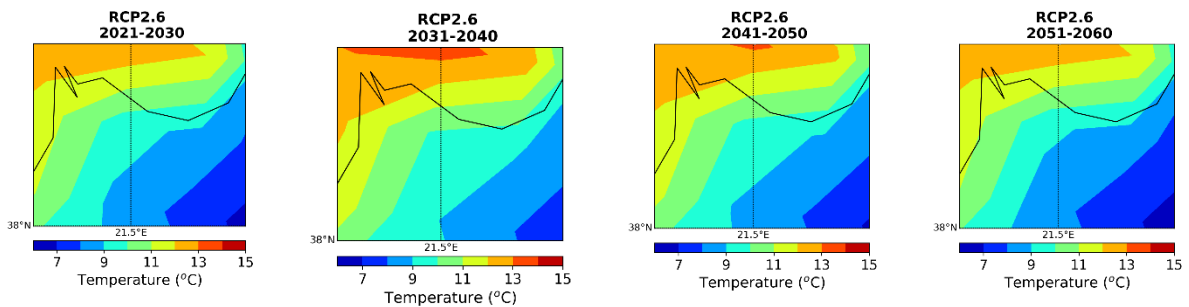 RCP2.6
2021-2030
38°N
21.5°E
7 9 11 13 15
Temperature (°C)
RCP2.6
2031-2040
38°N
21.5°E
7 9 11 13 15
Temperature (°C)
RCP2.6
2041-2050
38°N
21.5°E
7 9 11 13 15
Temperature (°C)
RCP2.6
2051-2060
38°N
21.5°E
7 9 11 13 15
Temperature (°C)